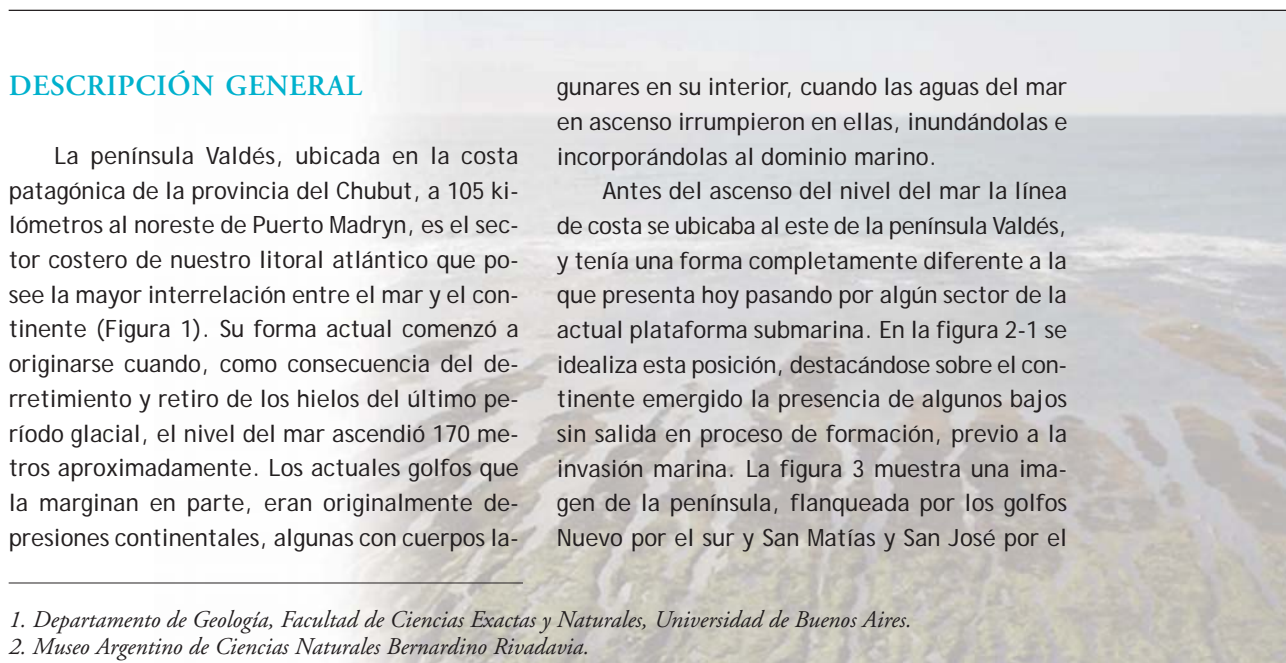 DESCRIPCIÓN GENERAL
La península Valdés, ubicada en la costa
patagónica de la provincia del Chubut, a 105 ki-
lómetros al noreste de Puerto Madryn, es el sec-
tor costero de nuestro litoral atlántico que po-
see la mayor interrelación entre el mar y el con-
tinente (Figura 1). Su forma actual comenzó a
originarse cuando, como consecuencia del de-
rretimiento y retiro de los hielos del último pe-
ríodo glacial, el nivel del mar ascendió 170 me-
tros aproximadamente. Los actuales golfos que
la marginan en parte, eran originalmente de-
presiones continentales, algunas con cuerpos la-
gunares en su interior, cuando las aguas del mar
en ascenso irrumpieron en ellas, inundándolas e
incorporándolas al dominio marino.
Antes del ascenso del nivel del mar la línea
de costa se ubicaba al este de la península Valdés,
y tenía una forma completamente diferente a la
que presenta hoy pasando por algún sector de la
actual plataforma submarina. En la figura 2-1 se
idealiza esta posición, destacándose sobre el con-
tinente emergido la presencia de algunos bajos
sin salida en proceso de formación, previo a la
invasión marina. La figura 3 muestra una ima-
gen de la península, flanqueada por los golfos
Nuevo por el sur y San Matías y San José por el
1. Departamento de Geología, Facultad de Ciencias Exactas y Naturales, Universidad de Buenos Aires.
2. Museo Argentino de Ciencias Naturales Bernardino Rivadavia.